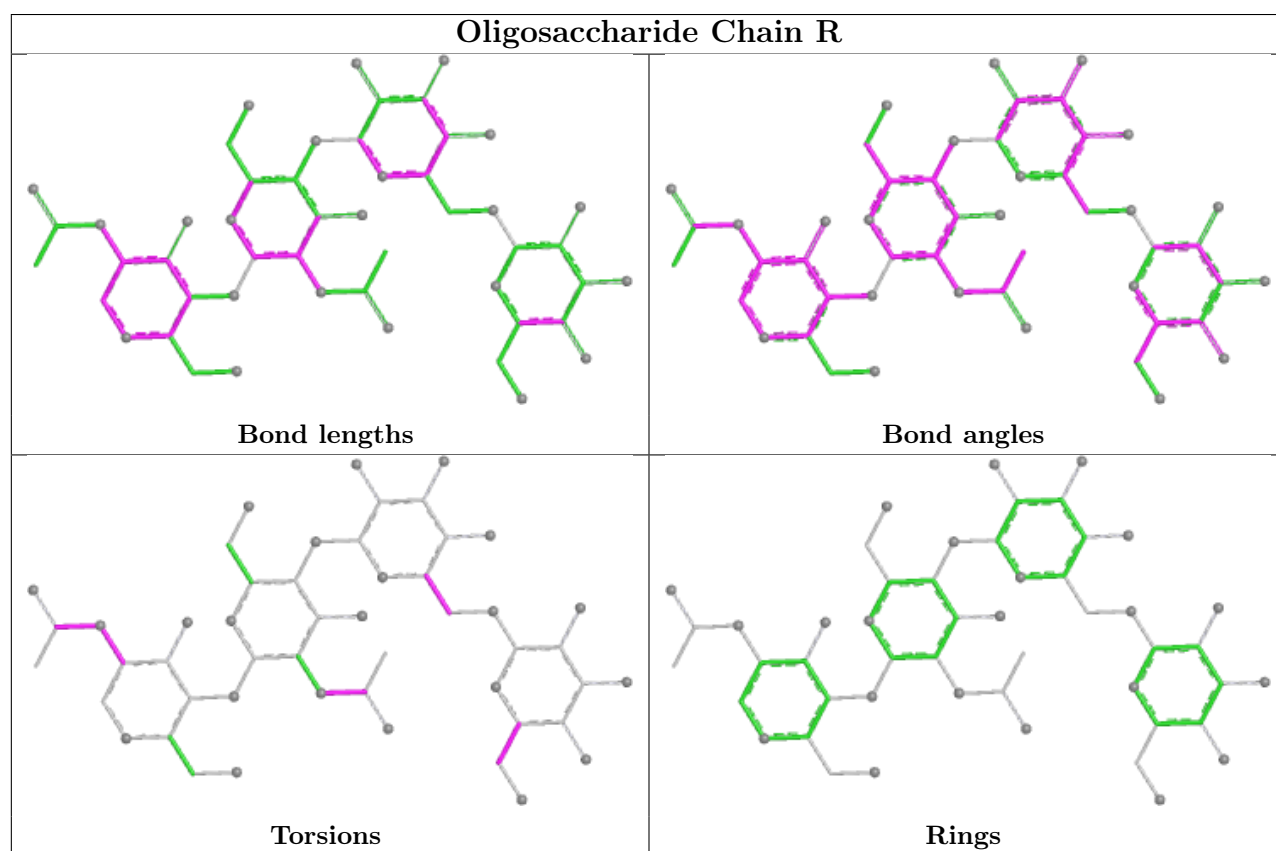 Oligosaccharide Chain R
Bond lengths
Bond angles
Torsions
Rings